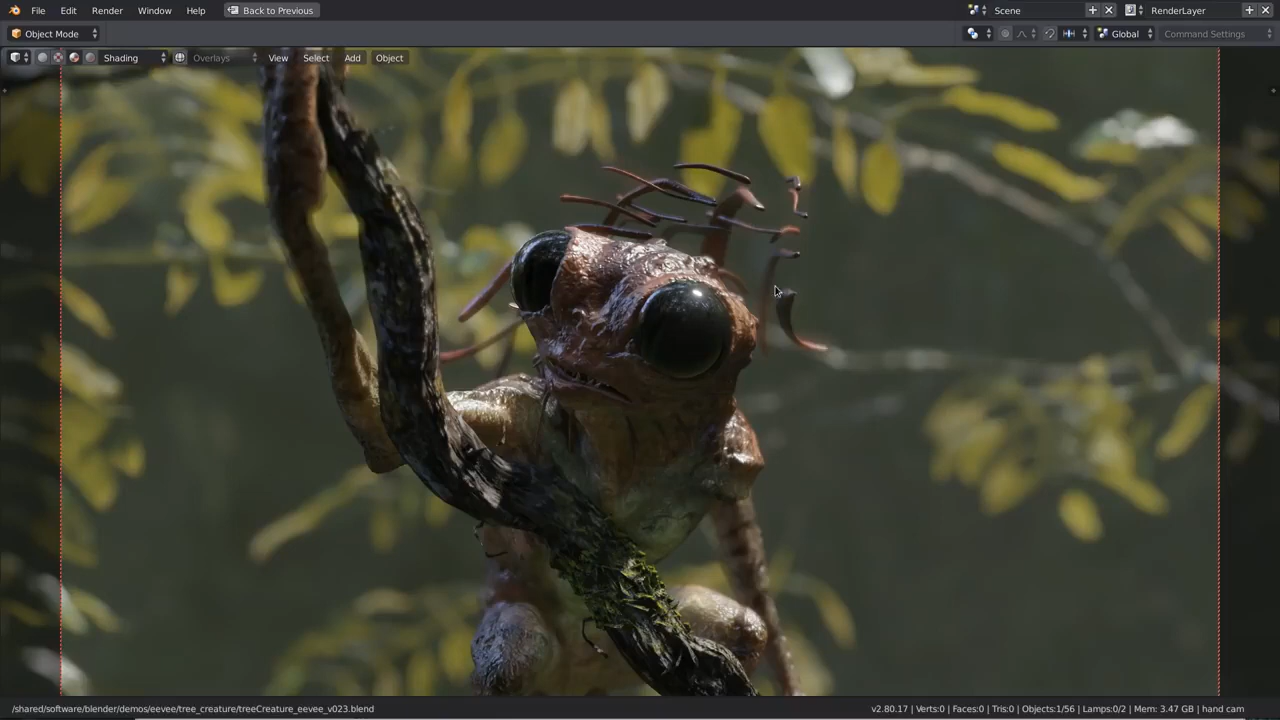 File Edit Render Window Help Back to Previous Scene RenderLayer
Object Mode Global Command Settings
Shading Overlays View Select Add Object
/shared/software/blender/demos/eevee/tree_creature/treeCreature_eevee_v023.blend v2.80.17 | Verts:0 | Faces:0 | Tris:0 | Objects:1/56 | Lamps:0/2 | Mem: 3.47 GB | hand cam